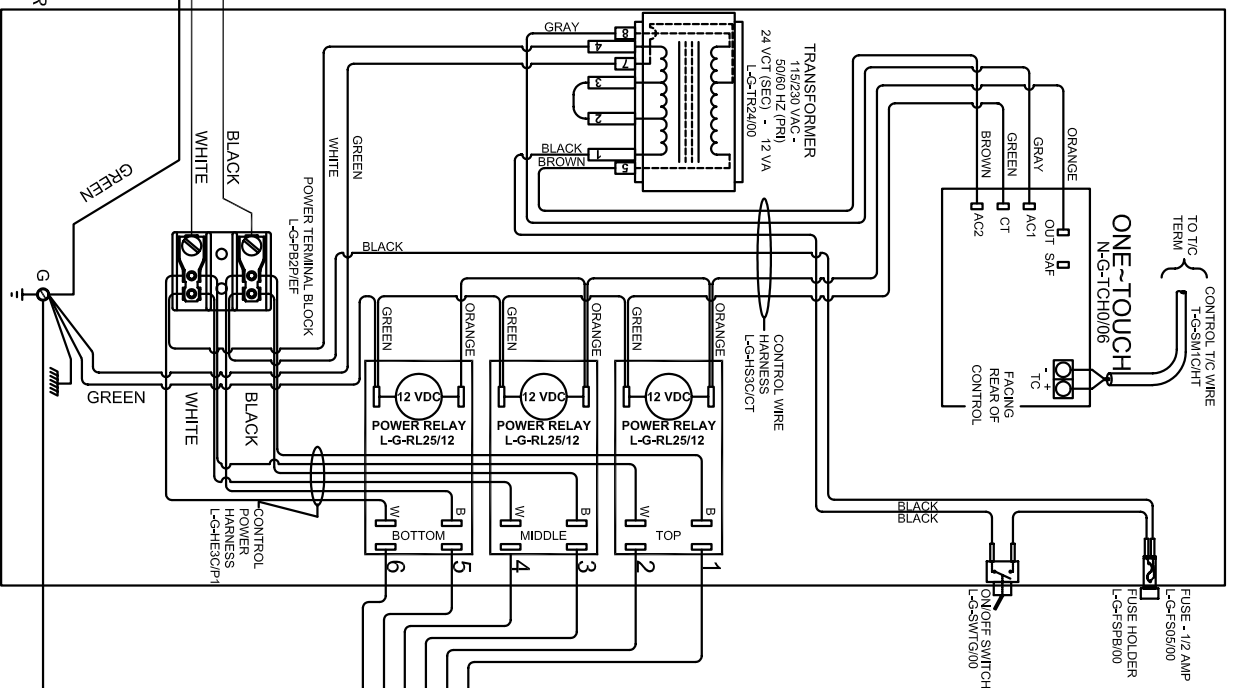 R
GRAY
8
4
7
3
2
1
5
BLACK
BROWN
TRANSFORMER
115/230 VAC -
50/60 HZ (PRI)
24 VCT (SEC) - 12 VA
L-G-TR24/00
GREEN
WHITE
BLACK
WHITE
GREEN
POWER TERMINAL BLOCK
L-G-PB2P/EF
BLACK
G
GREEN
WHITE
BLACK
BROWN
GREEN
GRAY
ORANGE
AC2
CT
AC1
OUT
SAF
ONE~TOUCH
N-G-TCH0/06
TO T/C
TERM
CONTROL T/C WIRE
T-G-SM1C/HT
- +
TC
FACING
REAR OF
CONTROL
CONTROL WIRE
HARNESS
L-G-HS3C/CT
GREEN
ORANGE
GREEN
ORANGE
GREEN
ORANGE
12 VDC
POWER RELAY
L-G-RL25/12
12 VDC
POWER RELAY
L-G-RL25/12
12 VDC
POWER RELAY
L-G-RL25/12
W
B
BOTTOM
W
B
MIDDLE
W
B
TOP
6
5
4
3
2
1
CONTROL
POWER
HARNESS
L-G-HE3C/P1
BLACK
BLACK
ON/OFF SWITCH
L-G-SWTG/00
FUSE HOLDER
L-G-FSPB/00
FUSE - 1/2 AMP
L-G-FS05/00